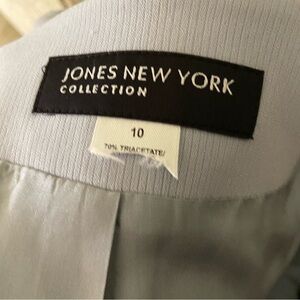 JONES NEW YORK
COLLECTION
10
70% TRIACETATE/